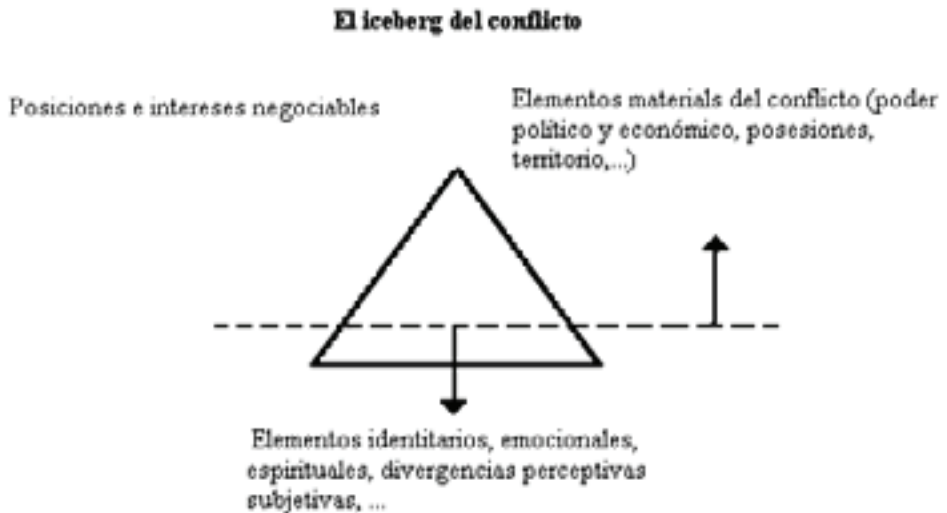 El iceberg del conflicto
Posiciones e intereses negociables
Elementos materials del conflicto (poder
político y económico, posesiones,
territorio,...)
Elementos identitarios, emocionales,
espirituales, divergencias perceptivas
subjetivas, ...